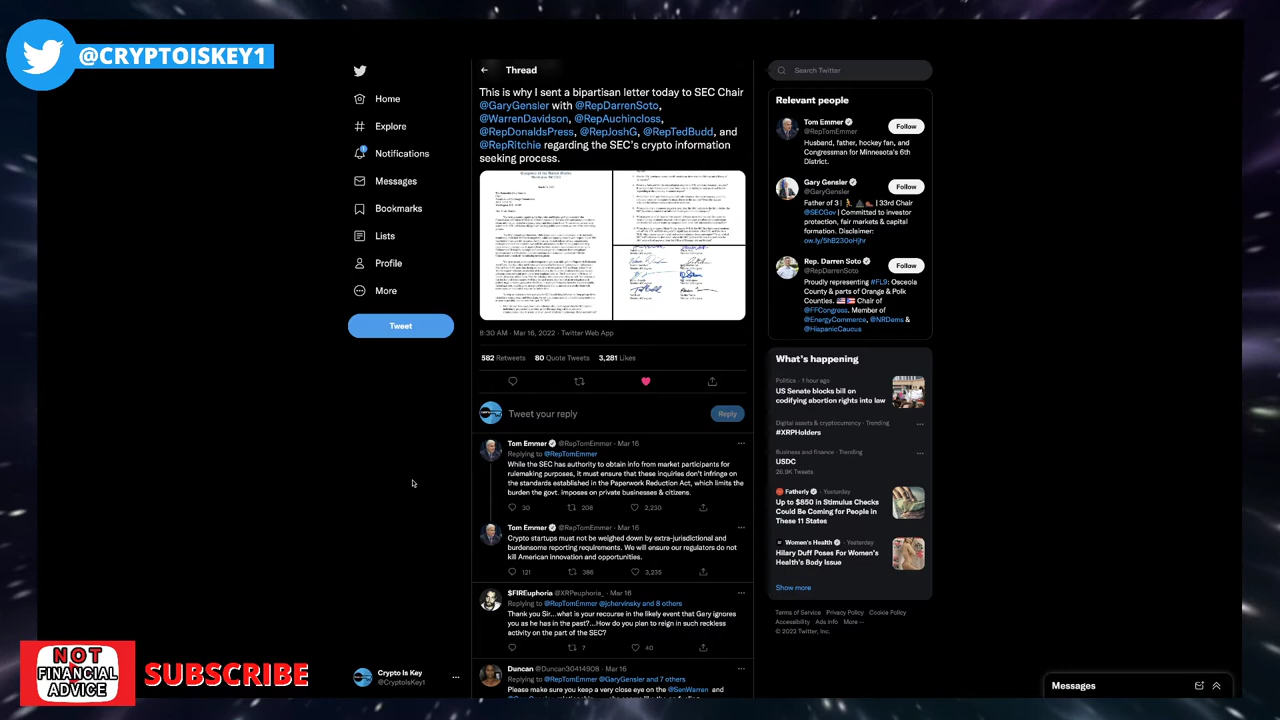 @CRYPTOISKEY1
Home
Explore
Notifications
Messages
Bookmarks
Lists
Profile
More
Tweet
Crypto Is Key
@CryptoIsKey1
NOT
FINANCIAL
ADVICE
SUBSCRIBE
Thread
This is why I sent a bipartisan letter today to SEC Chair
@GaryGensler with @RepDarrenSoto,
@WarrenDavidson, @RepAuchincloss,
@RepDonaldsPress, @RepJoshG, @RepTedBudd, and
@RepRitchie regarding the SEC's crypto information
seeking process.
8:30 AM · Mar 16, 2022 · Twitter Web App
582 Retweets 80 Quote Tweets 3,281 Likes
Tweet your reply
Reply
Tom Emmer @RepTomEmmer · Mar 16
Replying to @RepTomEmmer
While the SEC has authority to obtain info from market participants for
rulemaking purposes, it must ensure that these inquiries don't infringe on
the standards established in the Paperwork Reduction Act, which limits the
burden the govt. imposes on private businesses & citizens.
30 208 2,230
Tom Emmer @RepTomEmmer · Mar 16
Crypto startups must not be weighed down by extra-jurisdictional and
burdensome reporting requirements. We will ensure our regulators do not
kill American innovation and opportunities.
121 386 3,235
$FIREuphoria @XRPeuphoria_ · Mar 16
Replying to @RepTomEmmer @jchervinsky and 8 others
Thank you Sir...what is your recourse in the likely event that Gary ignores
you as he has in the past?...How do you plan to reign in such reckless
activity on the part of the SEC?
7 40
Duncan @Duncan30414908 · Mar 16
Replying to @RepTomEmmer @GaryGensler and 7 others
Please make sure you keep a very close eye on the @SenWarren and
Search Twitter
Relevant people
Tom Emmer
@RepTomEmmer
Follow
Husband, father, hockey fan, and
Congressman for Minnesota's 6th
District.
Gary Gensler
@GaryGensler
Follow
Father of 3 | 🏃 ⛰️ 🥾 | 33rd Chair
@SECGov | Committed to investor
protection, fair markets & capital
formation. Disclaimer:
ow.ly/5hB230oHjhr
Rep. Darren Soto
@RepDarrenSoto
Follow
Proudly representing #FL9: Osceola
County & parts of Orange & Polk
Counties. 🇺🇸 🇵🇷 Chair of
@FFCongress. Member of
@EnergyCommerce, @NRDems &
@HispanicCaucus
What's happening
Politics · 1 hour ago
US Senate blocks bill on
codifying abortion rights into law
Digital assets & cryptocurrency · Trending
#XRPHolders
Business and finance · Trending
USDC
26.9K Tweets
Fatherly · Yesterday
Up to $850 in Stimulus Checks
Could Be Coming for People in
These 11 States
Women's Health · Yesterday
Hilary Duff Poses For Women's
Health's Body Issue
Show more
Terms of Service Privacy Policy Cookie Policy
Accessibility Ads info More ···
© 2022 Twitter, Inc.
Messages